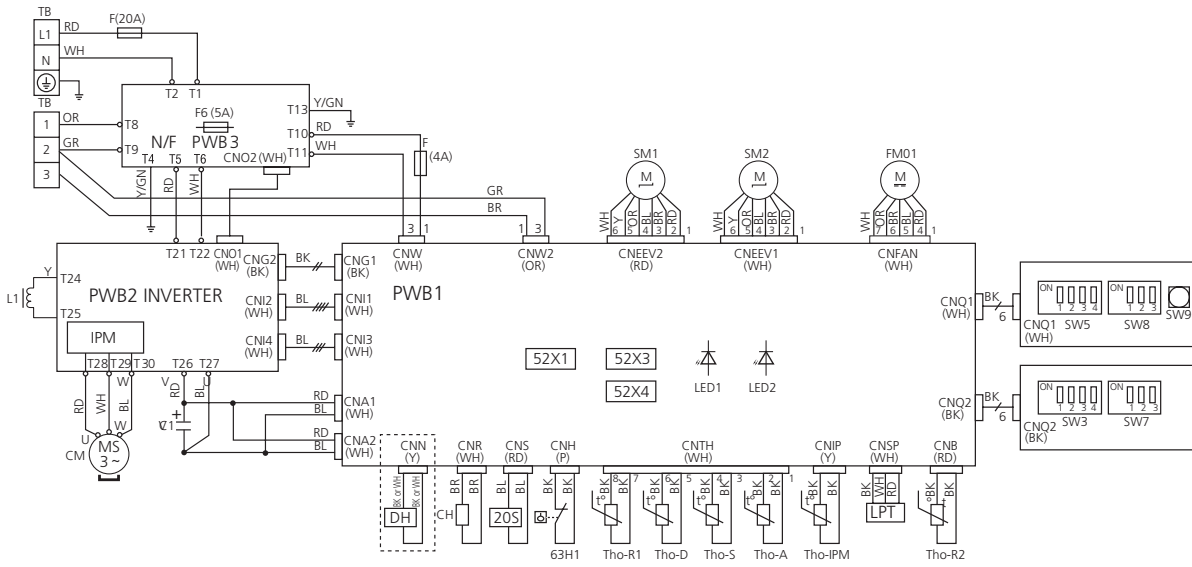 TB
L1
RD
F(20A)
N
WH
T2
T1
TB
1
OR
2
GR
3
T8
T9
F6 (5A)
N/F
PWB3
T4
T5
T6
CNO2 (WH)
T13
Y/GN
T10
RD
T11
WH
F
(4A)
Y/GN
RD
WH
GR
BR
T21
T22
CNO1
(WH)
CNG2
(BK)
BK
CNG1
(BK)
CNI2
(WH)
BL
CNI1
(WH)
CNI4
(WH)
BL
CNI3
(WH)
L1
Y
T24
T25
PWB2 INVERTER
IPM
T28
T29
T30
T26
T27
RD
WH
BL
V
W
U
RD
BL
C1
V
W
U
CM
MS
3 ~
RD
BL
CNA1
(WH)
RD
BL
CNA2
(WH)
3
1
CNW
(WH)
1
3
CNW2
(OR)
PWB1
SM1
M
WH
Y
OR
BL
BR
RD
6
5
4
3
2
1
CNEEV2
(RD)
SM2
M
WH
Y
OR
BL
BR
RD
6
5
4
3
2
1
CNEEV1
(WH)
FM01
M
WH
OR
BR
BL
RD
7
6
5
4
1
CNFAN
(WH)
52X1
52X3
52X4
LED1
LED2
CNQ1
(WH)
BK
6
CNQ1
(WH)
ON
1 2 3 4
SW5
ON
1 2 3
SW8
SW9
CNQ2
(BK)
BK
6
CNQ2
(BK)
ON
1 2 3 4
SW3
ON
1 2 3
SW7
CNN
(Y)
BK or WH
BK or WH
DH
CNR
(WH)
BR
BR
CH
CNS
(RD)
BL
BL
20S
CNH
(P)
BK
BK
63H1
CNTH
(WH)
8
7
6
5
4
3
2
1
t°
BK
BK
Tho-R1
t°
BK
BK
Tho-D
t°
BK
BK
Tho-S
t°
BK
BK
Tho-A
CNIP
(Y)
t°
BK
BK
Tho-IPM
CNSP
(WH)
BK
WH
RD
LPT
CNB
(RD)
t
°BK
BK
Tho-R2